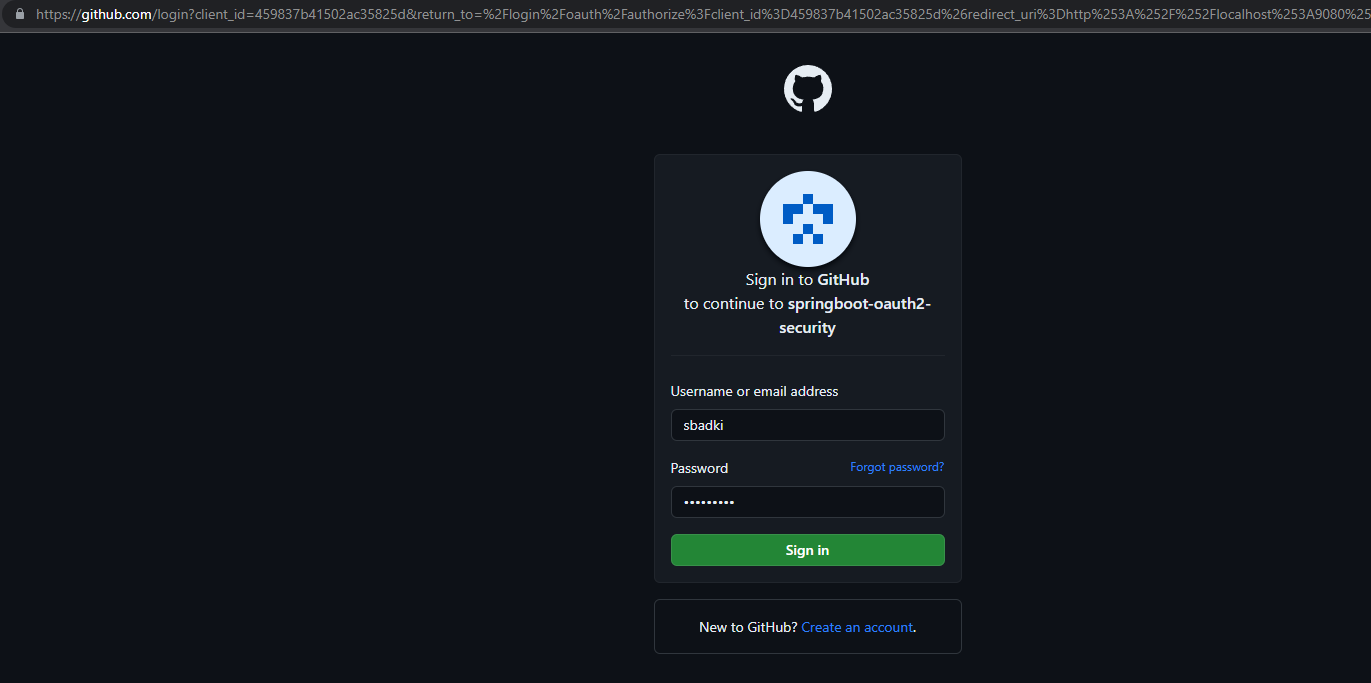 https://github.com/login?client_id=459837b41502ac35825d&return_to=%2Flogin%2Foauth%2Fauthorize%3Fclient_id%3D459837b41502ac35825d%26redirect_uri%3Dhttp%253A%252F%252Flocalhost%253A9080%25
Sign in to GitHub
to continue to springboot-oauth2-
security
Username or email address
sbadki
Password Forgot password?
•••••••••
Sign in
New to GitHub? Create an account.